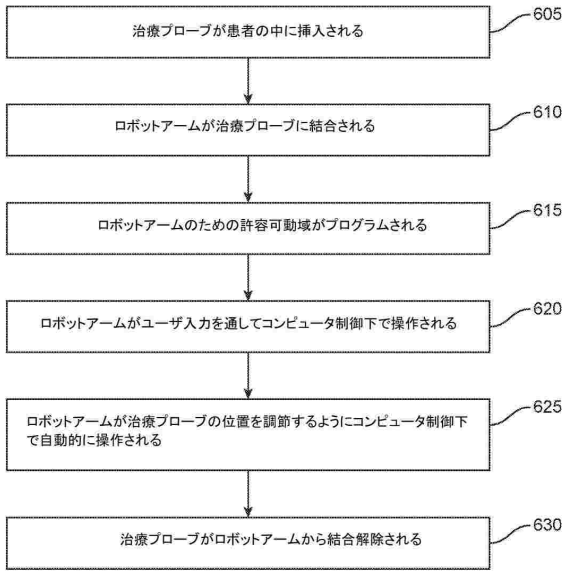 治療プローブが患者の中に挿入される
605
ロボットアームが治療プローブに結合される
610
ロボットアームのための許容可動域がプログラムされる
615
ロボットアームがユーザ入力を通してコンピュータ制御下で操作される
620
ロボットアームが治療プローブの位置を調節するようにコンピュータ制御下
で自動的に操作される
625
治療プローブがロボットアームから結合解除される
630